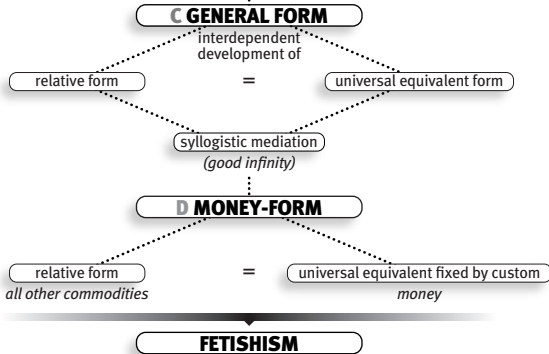 C GENERAL FORM
interdependent
development of
relative form = universal equivalent form
syllogistic mediation
(good infinity)
D MONEY-FORM
relative form = universal equivalent fixed by custom
all other commodities money
FETISHISM